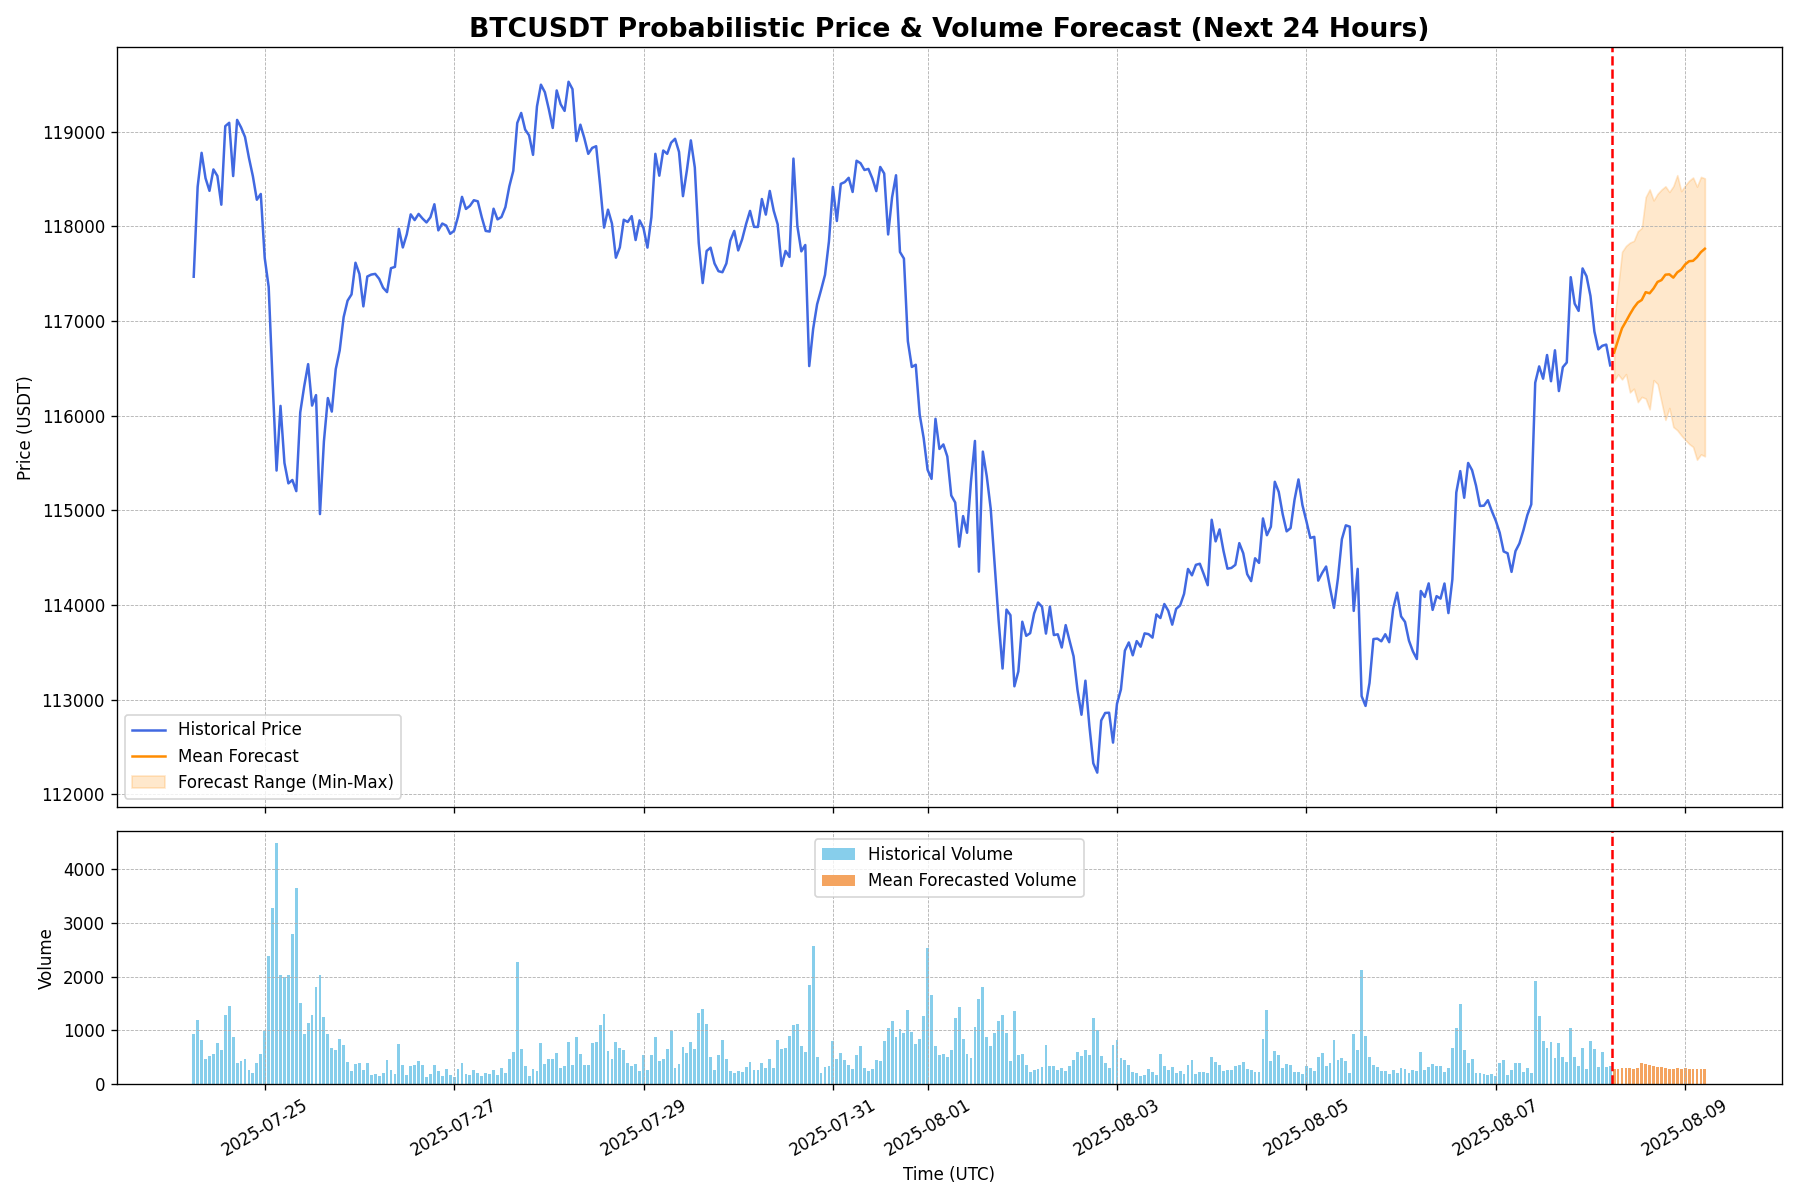 BTCUSDT Probabilistic Price & Volume Forecast (Next 24 Hours)
Price (USDT)
119000
118000
117000
116000
115000
114000
113000
112000
Historical Price
Mean Forecast
Forecast Range (Min-Max)
Volume
4000
3000
2000
1000
0
Historical Volume
Mean Forecasted Volume
2025-07-25
2025-07-27
2025-07-29
2025-07-31
2025-08-01
2025-08-03
2025-08-05
2025-08-07
2025-08-09
Time (UTC)